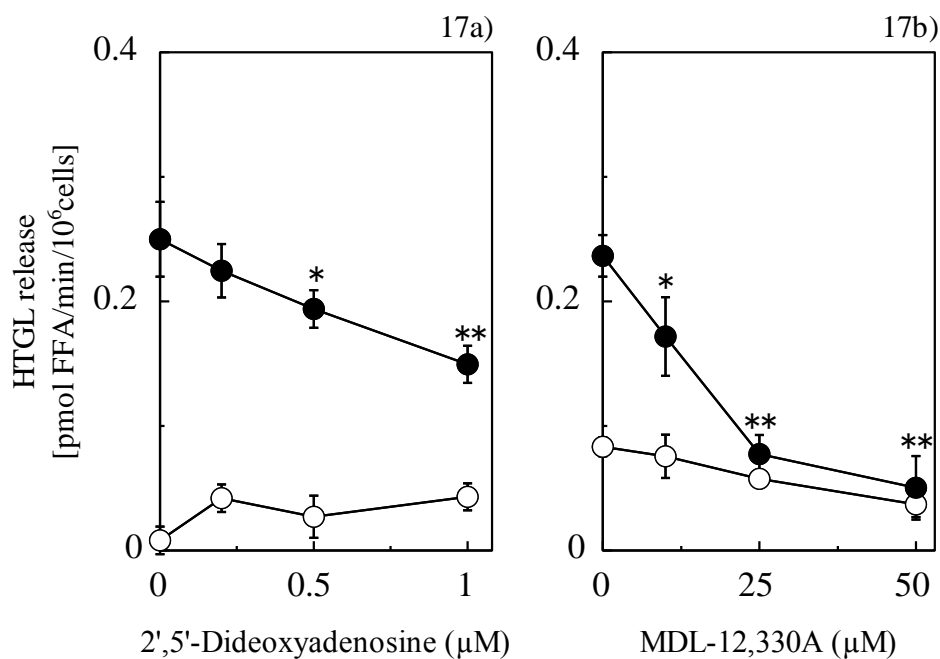 17a)
17b)
0.4
0.2
0
0.4
0.2
0
HTGL release
[pmol FFA/min/10⁶cells]
*
**
*
**
**
0
0.5
1
0
25
50
2',5'-Dideoxyadenosine (µM)
MDL-12,330A (µM)